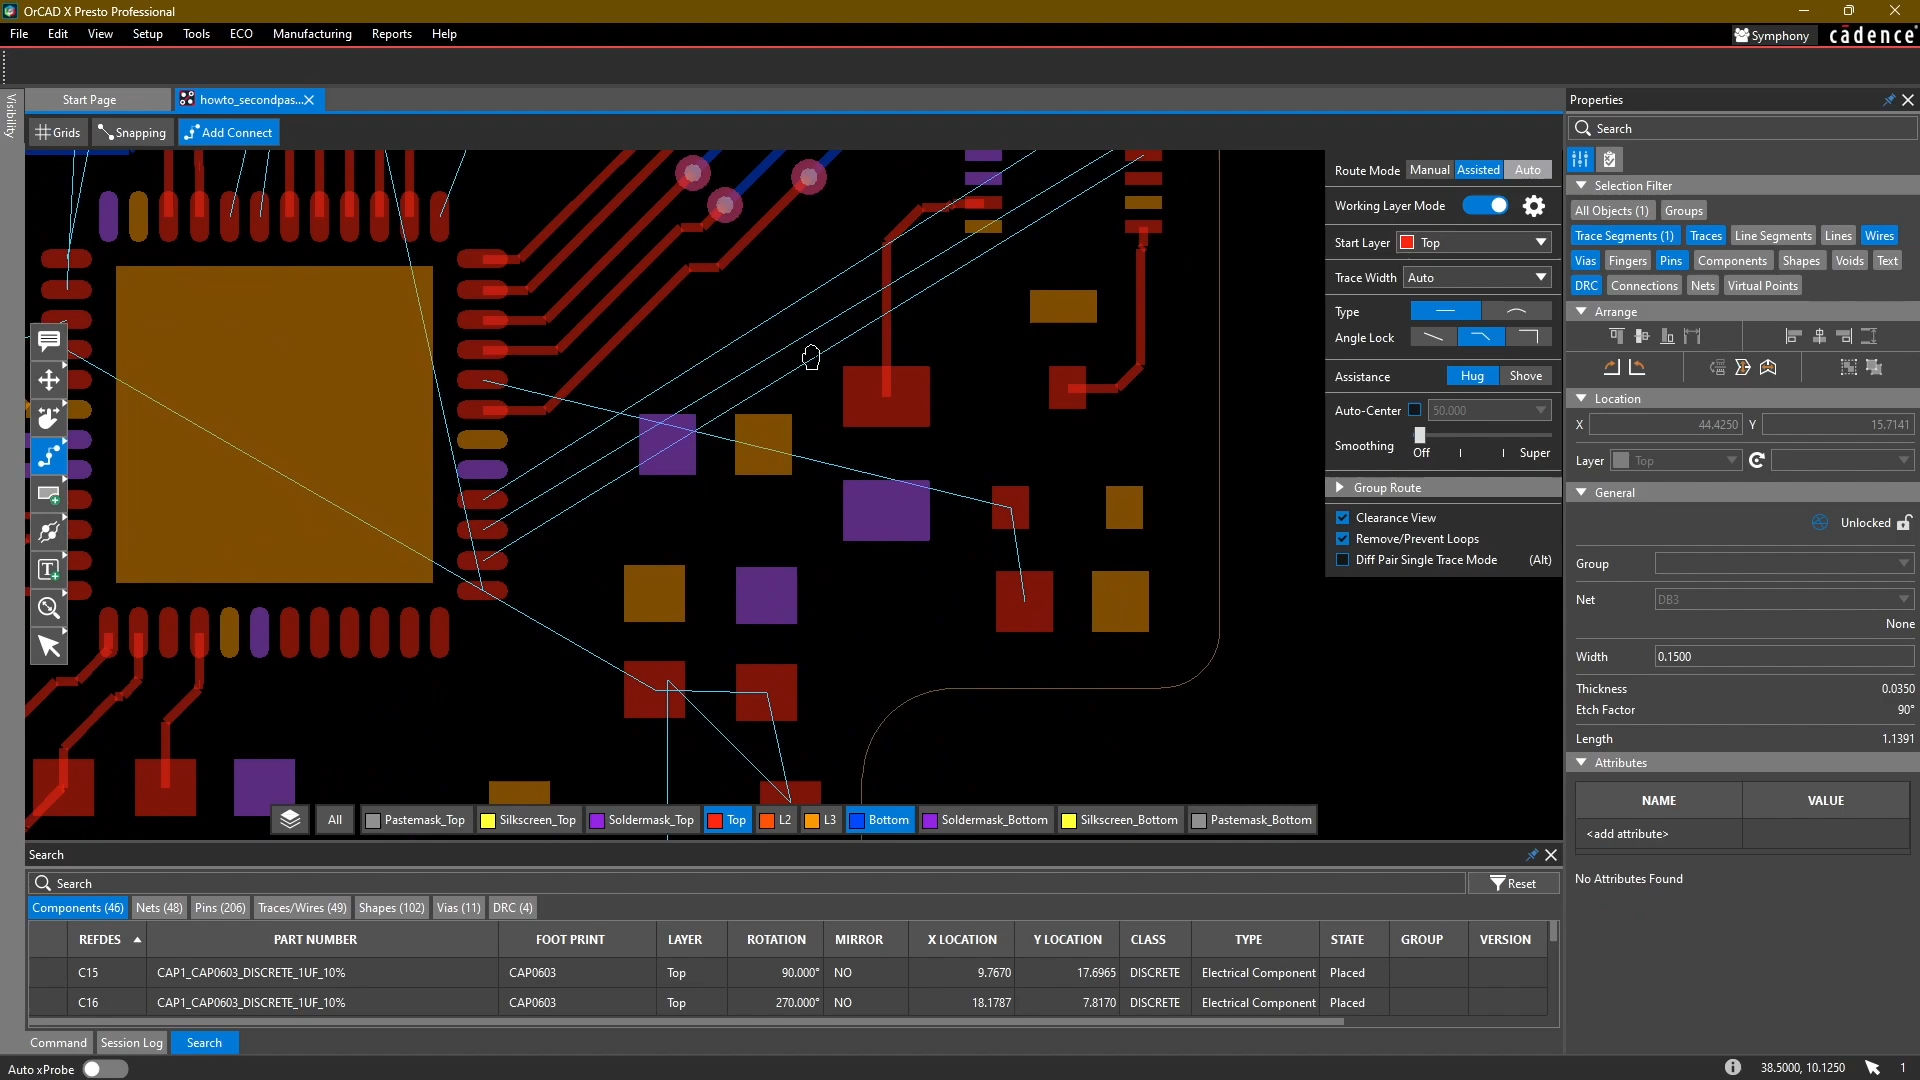 OrCAD X Presto Professional
File Edit View Setup Tools ECO Manufacturing Reports Help
Symphony cādence
Visibility
Start Page howto_secondpas...
Grids Snapping Add Connect
Route Mode Manual Assisted Auto
Working Layer Mode
Start Layer Top
Trace Width Auto
Type
Angle Lock
Assistance Hug Shove
Auto-Center 50.000
Smoothing Off Super
Group Route
Clearance View
Remove/Prevent Loops
Diff Pair Single Trace Mode (Alt)
Properties
Search
Selection Filter
All Objects (1) Groups
Trace Segments (1) Traces Line Segments Lines Wires
Vias Fingers Pins Components Shapes Voids Text
DRC Connections Nets Virtual Points
Arrange
Location
X 44.4250 Y 15.7141
Layer Top
General
Unlocked
Group
Net DB3
None
Width 0.1500
Thickness 0.0350
Etch Factor 90°
Length 1.1391
Attributes
NAME VALUE
<add attribute>
No Attributes Found
T
All Pastemask_Top Silkscreen_Top Soldermask_Top Top L2 L3 Bottom Soldermask_Bottom Silkscreen_Bottom Pastemask_Bottom
Search
Search Reset
Components (46) Nets (48) Pins (206) Traces/Wires (49) Shapes (102) Vias (11) DRC (4)
REFDES PART NUMBER FOOT PRINT LAYER ROTATION MIRROR X LOCATION Y LOCATION CLASS TYPE STATE GROUP VERSION
C15 CAP1_CAP0603_DISCRETE_1UF_10% CAP0603 Top 90.000° NO 9.7670 17.6965 DISCRETE Electrical Component Placed
C16 CAP1_CAP0603_DISCRETE_1UF_10% CAP0603 Top 270.000° NO 18.1787 7.8170 DISCRETE Electrical Component Placed
Command Session Log Search
Auto xProbe 38.5000, 10.1250 1